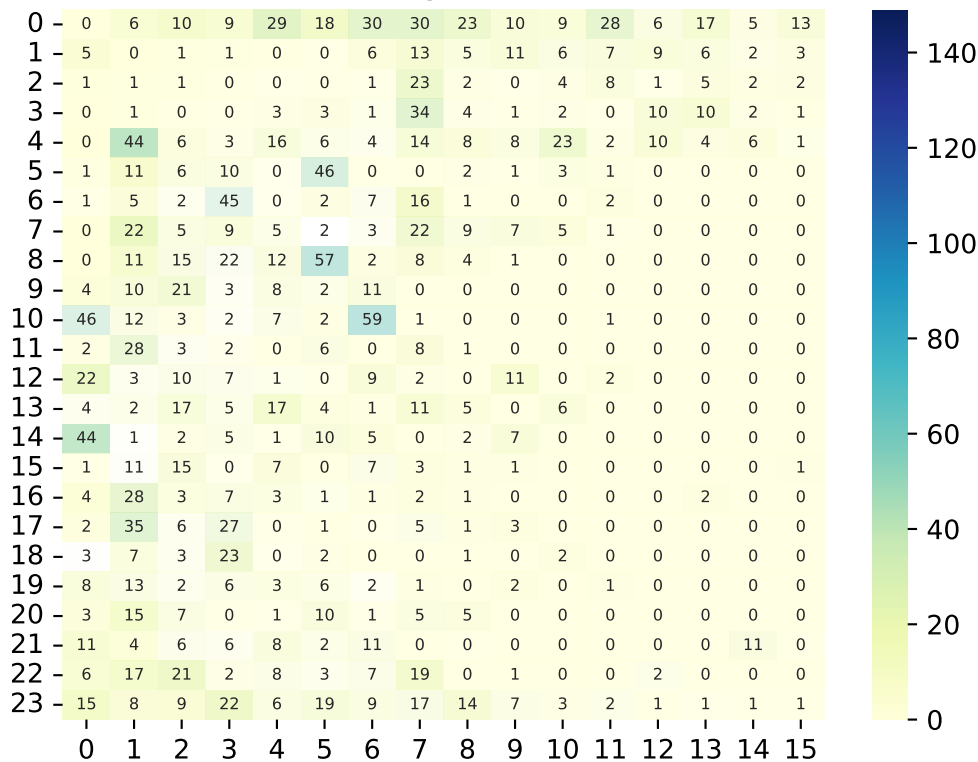 0 0 6 10 9 29 18 30 30 23 10 9 28 6 17 5 13
1 5 0 1 1 0 0 6 13 5 11 6 7 9 6 2 3
2 1 1 1 0 0 0 1 23 2 0 4 8 1 5 2 2
3 0 1 0 0 3 3 1 34 4 1 2 0 10 10 2 1
4 0 44 6 3 16 6 4 14 8 8 23 2 10 4 6 1
5 1 11 6 10 0 46 0 0 2 1 3 1 0 0 0 0
6 1 5 2 45 0 2 7 16 1 0 0 2 0 0 0 0
7 0 22 5 9 5 2 3 22 9 7 5 1 0 0 0 0
8 0 11 15 22 12 57 2 8 4 1 0 0 0 0 0 0
9 4 10 21 3 8 2 11 0 0 0 0 0 0 0 0 0
10 46 12 3 2 7 2 59 1 0 0 0 1 0 0 0 0
11 2 28 3 2 0 6 0 8 1 0 0 0 0 0 0 0
12 22 3 10 7 1 0 9 2 0 11 0 2 0 0 0 0
13 4 2 17 5 17 4 1 11 5 0 6 0 0 0 0 0
14 44 1 2 5 1 10 5 0 2 7 0 0 0 0 0 0
15 1 11 15 0 7 0 7 3 1 1 0 0 0 0 0 1
16 4 28 3 7 3 1 1 2 1 0 0 0 0 2 0 0
17 2 35 6 27 0 1 0 5 1 3 0 0 0 0 0 0
18 3 7 3 23 0 2 0 0 1 0 2 0 0 0 0 0
19 8 13 2 6 3 6 2 1 0 2 0 1 0 0 0 0
20 3 15 7 0 1 10 1 5 5 0 0 0 0 0 0 0
21 11 4 6 6 8 2 11 0 0 0 0 0 0 0 11 0
22 6 17 21 2 8 3 7 19 0 1 0 0 2 0 0 0
23 15 8 9 22 6 19 9 17 14 7 3 2 1 1 1 1
0 1 2 3 4 5 6 7 8 9 10 11 12 13 14 15
140
120
100
80
60
40
20
0